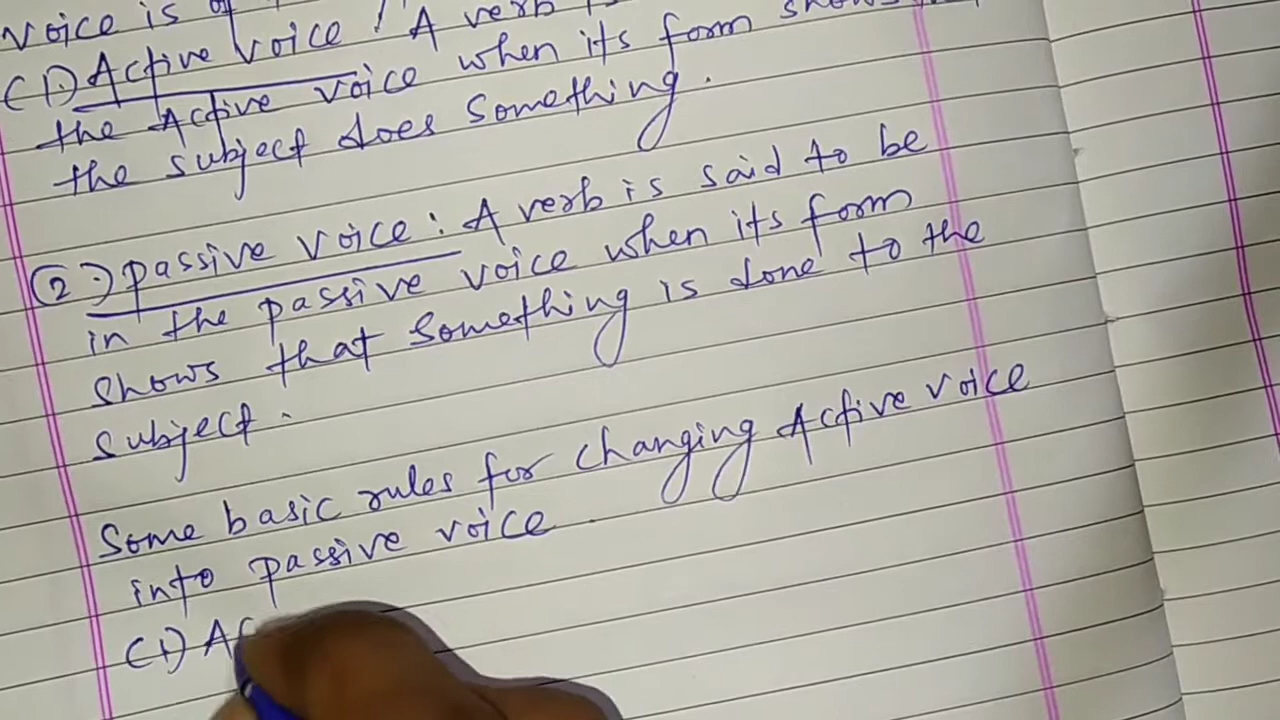 Voice is of
(1) Active Voice / A verb is
the Active voice when its form shows
the subject does something.
(2) passive voice : A verb is said to be
in the passive voice when its form
shows that something is done to the
subject.
Some basic rules for changing Active voice
into passive voice
(1) AC